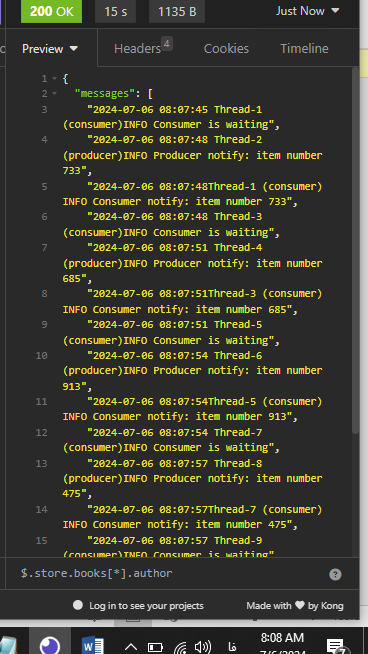 200 OK 15 s 1135 B Just Now
Preview Headers 4 Cookies Timeline
1 {
2 "messages": [
3 "2024-07-06 08:07:45 Thread-1
(consumer)INFO Consumer is waiting",
4 "2024-07-06 08:07:48 Thread-2
(producer)INFO Producer notify: item number
733",
5 "2024-07-06 08:07:48Thread-1 (consumer)
INFO Consumer notify: item number 733",
6 "2024-07-06 08:07:48 Thread-3
(consumer)INFO Consumer is waiting",
7 "2024-07-06 08:07:51 Thread-4
(producer)INFO Producer notify: item number
685",
8 "2024-07-06 08:07:51Thread-3 (consumer)
INFO Consumer notify: item number 685",
9 "2024-07-06 08:07:51 Thread-5
(consumer)INFO Consumer is waiting",
10 "2024-07-06 08:07:54 Thread-6
(producer)INFO Producer notify: item number
913",
11 "2024-07-06 08:07:54Thread-5 (consumer)
INFO Consumer notify: item number 913",
12 "2024-07-06 08:07:54 Thread-7
(consumer)INFO Consumer is waiting",
13 "2024-07-06 08:07:57 Thread-8
(producer)INFO Producer notify: item number
475",
14 "2024-07-06 08:07:57Thread-7 (consumer)
INFO Consumer notify: item number 475",
15 "2024-07-06 08:07:57 Thread-9
(consumer)INFO Consumer is waiting",
$.store.books[*].author
Log in to see your projects Made with ♥ by Kong
فا 8:08 AM
7